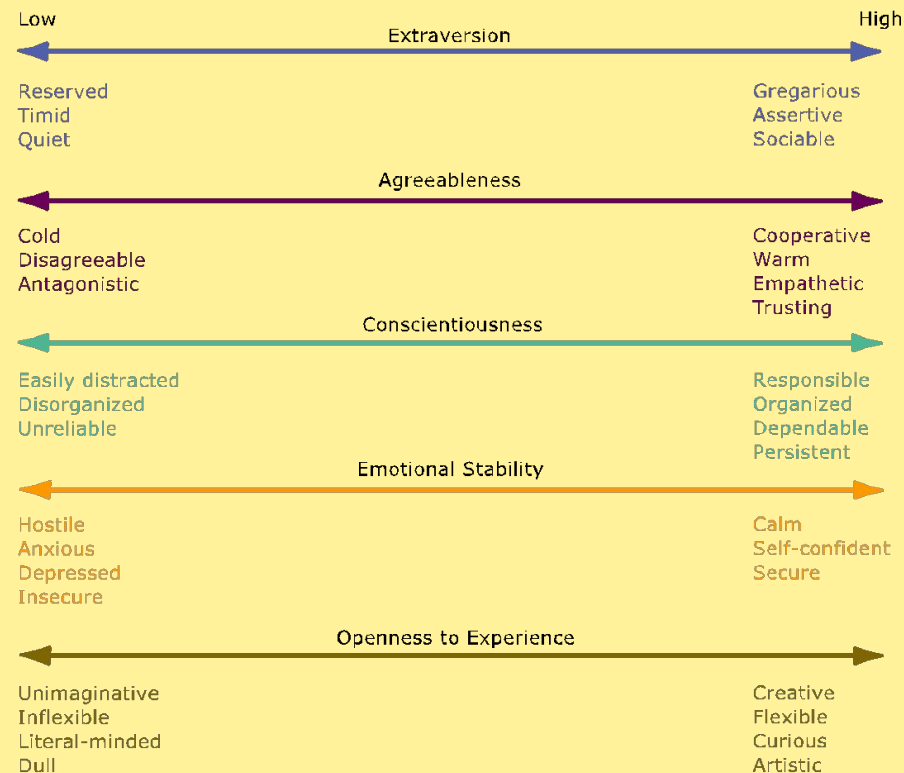 Low High
Extraversion
Reserved Gregarious
Timid Assertive
Quiet Sociable
Agreeableness
Cold Cooperative
Disagreeable Warm
Antagonistic Empathetic
Trusting
Conscientiousness
Easily distracted Responsible
Disorganized Organized
Unreliable Dependable
Persistent
Emotional Stability
Hostile Calm
Anxious Self-confident
Depressed Secure
Insecure
Openness to Experience
Unimaginative Creative
Inflexible Flexible
Literal-minded Curious
Dull Artistic